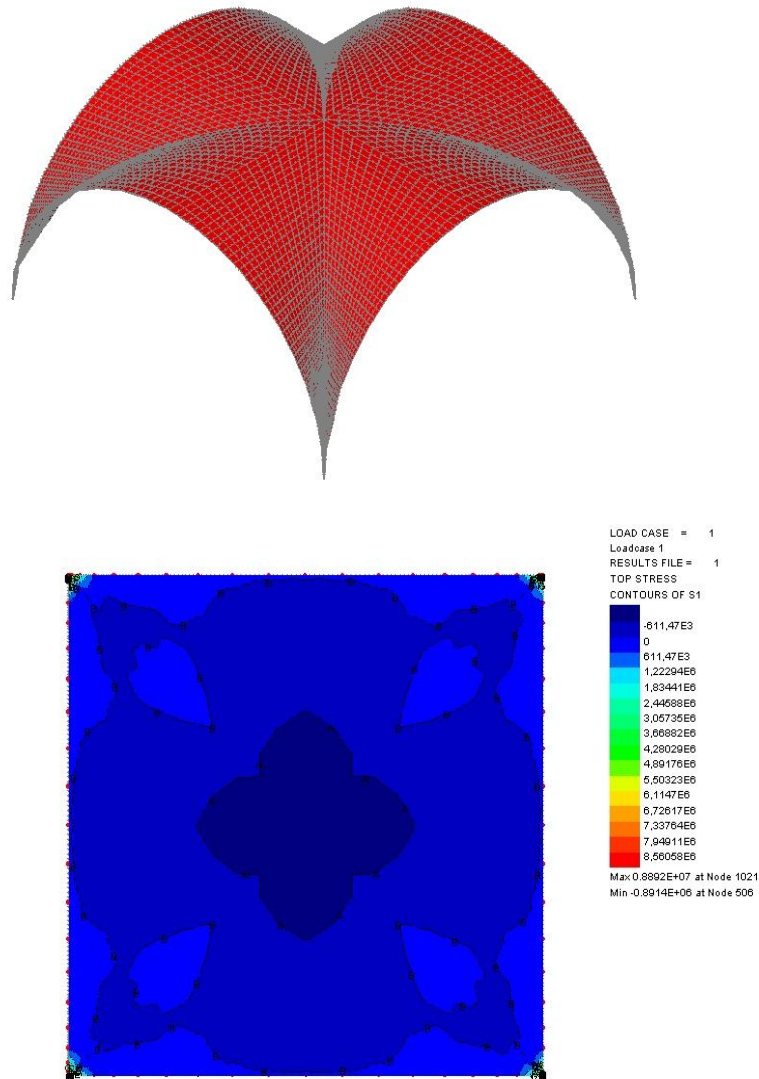 LOAD CASE = 1
Loadcase 1
RESULTS FILE = 1
TOP STRESS
CONTOURS OF S1
-611,47E3
0
611,47E3
1,22294E6
1,83441E6
2,44588E6
3,05735E6
3,66882E6
4,28029E6
4,89176E6
5,50323E6
6,1147E6
6,72617E6
7,33764E6
7,94911E6
8,56058E6
Max 0.8892E+07 at Node 1021
Min -0.8914E+06 at Node 506